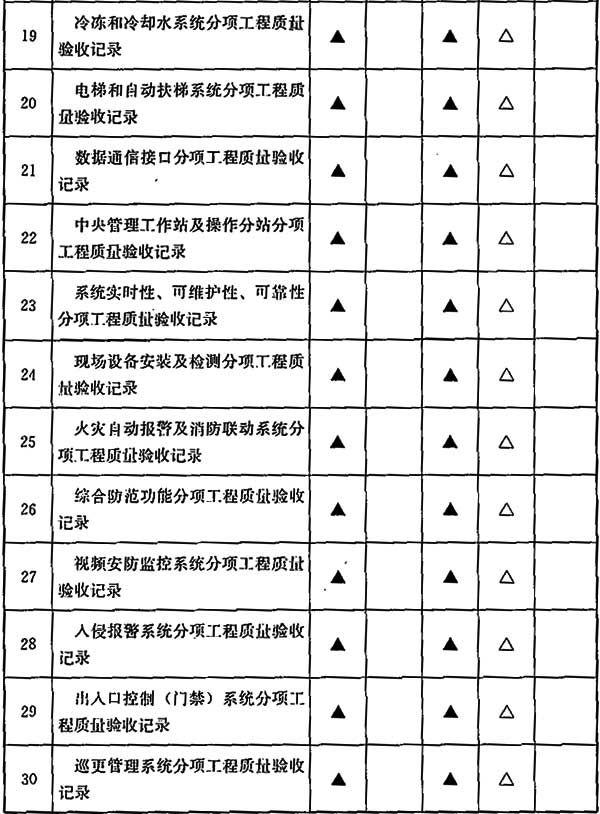 19 冷冻和冷却水系统分项工程质量
验收记录 ▲ ▲ △
20 电梯和自动扶梯系统分项工程质
量验收记录 ▲ ▲ △
21 数据通信接口分项工程质量验收
记录 ▲ ▲ △
22 中央管理工作站及操作分站分项
工程质量验收记录 ▲ ▲ △
23 系统实时性、可维护性、可靠性
分项工程质量验收记录 ▲ ▲ △
24 现场设备安装及检测分项工程质
量验收记录 ▲ ▲ △
25 火灾自动报警及消防联动系统分
项工程质量验收记录 ▲ ▲ △
26 综合防范功能分项工程质量验收
记录 ▲ ▲ △
27 视频安防监控系统分项工程质量
验收记录 ▲ ▲ △
28 入侵报警系统分项工程质量验收
记录 ▲ ▲ △
29 出入口控制（门禁）系统分项工
程质量验收记录 ▲ ▲ △
30 巡更管理系统分项工程质量验收
记录 ▲ ▲ △